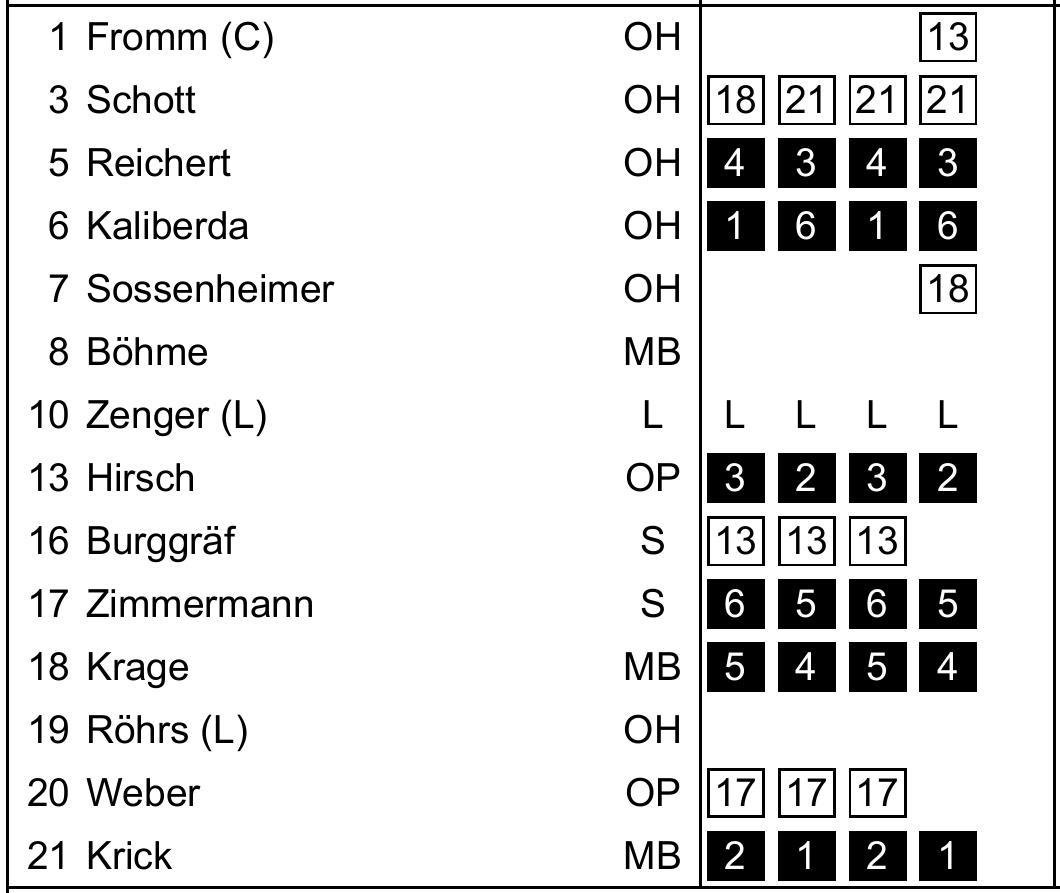 1 Fromm (C) OH 13
3 Schott OH 18 21 21 21
5 Reichert OH 4 3 4 3
6 Kaliberda OH 1 6 1 6
7 Sossenheimer OH 18
8 Böhme MB
10 Zenger (L) L L L L L
13 Hirsch OP 3 2 3 2
16 Burggräf S 13 13 13
17 Zimmermann S 6 5 6 5
18 Krage MB 5 4 5 4
19 Röhrs (L) OH
20 Weber OP 17 17 17
21 Krick MB 2 1 2 1